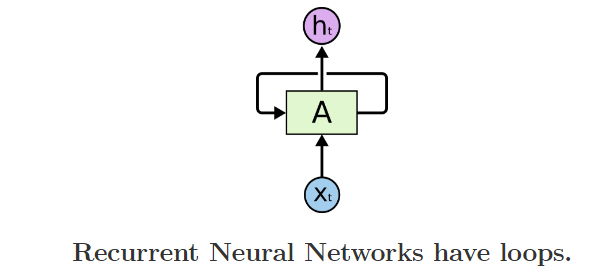 hₜ
A
xₜ
Recurrent Neural Networks have loops.